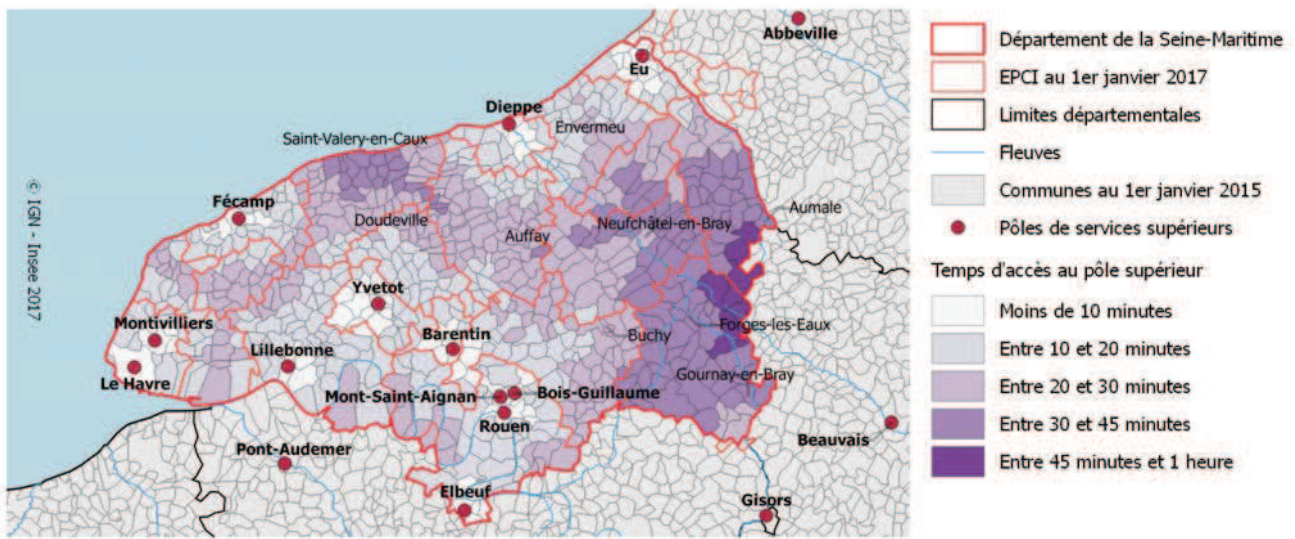 Abbeville
Eu
Dieppe
Envermeu
Saint-Valery-en-Caux
Fécamp
Doudeville
Auffay
Neufchâtel-en-Bray
Aumale
Yvetot
Montivilliers
Barentin
Buchy
Forges-les-Eaux
Lillebonne
Le Havre
Gournay-en-Bray
Mont-Saint-Aignan
Bois-Guillaume
Rouen
Beauvais
Pont-Audemer
Elbeuf
Gisors
© IGN - Insee 2017
Département de la Seine-Maritime
EPCI au 1er janvier 2017
Limites départementales
Fleuves
Communes au 1er janvier 2015
Pôles de services supérieurs
Temps d'accès au pôle supérieur
Moins de 10 minutes
Entre 10 et 20 minutes
Entre 20 et 30 minutes
Entre 30 et 45 minutes
Entre 45 minutes et 1 heure